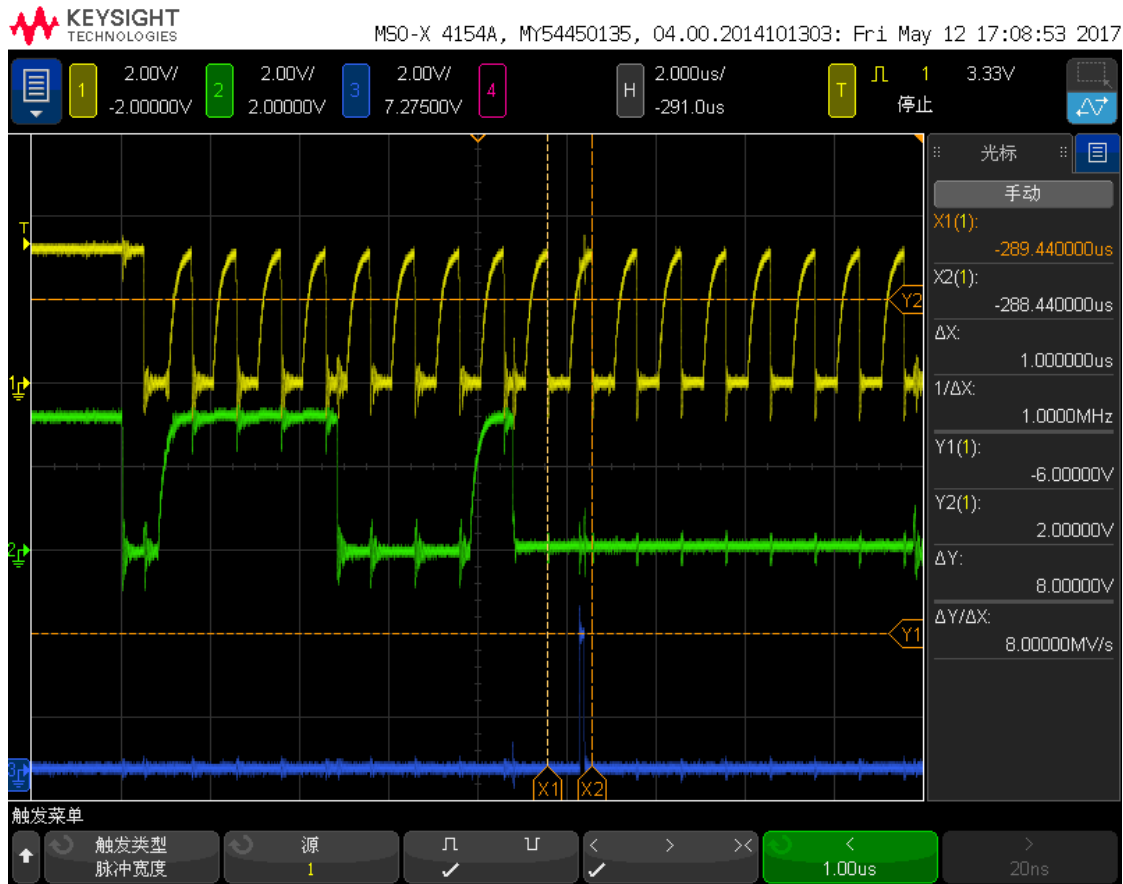 KEYSIGHT
TECHNOLOGIES
MSO-X 4154A, MY54450135, 04.00.2014101303: Fri May 12 17:08:53 2017
1 2.00V/ 2 2.00V/ 3 2.00V/ 4 H 2.000us/ T 1 3.33V
-2.00000V 2.00000V 7.27500V -291.0us 停止
光标
手动
X1(1):
-289.440000us
X2(1):
-288.440000us
ΔX:
1.000000us
1/ΔX:
1.0000MHz
Y1(1):
-6.00000V
Y2(1):
2.00000V
ΔY:
8.00000V
ΔY/ΔX:
8.00000MV/s
T
Y2
1
2
Y1
3
X1 X2
触发菜单
触发类型 源 < > >< < >
脉冲宽度 1 1.00us 20ns